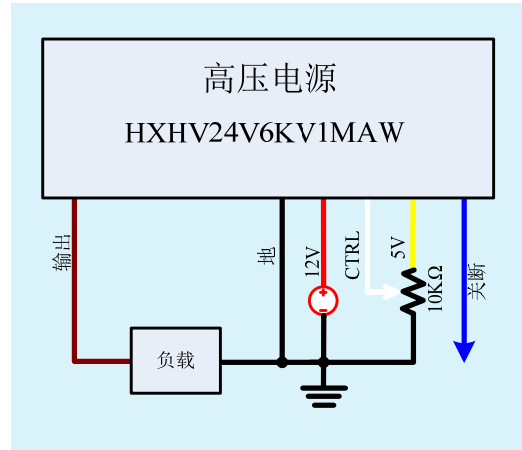 高压电源
HXHV24V6KV1MAW
输出
地
12V
CTRL
5V
10KΩ
关断
+
-
负载